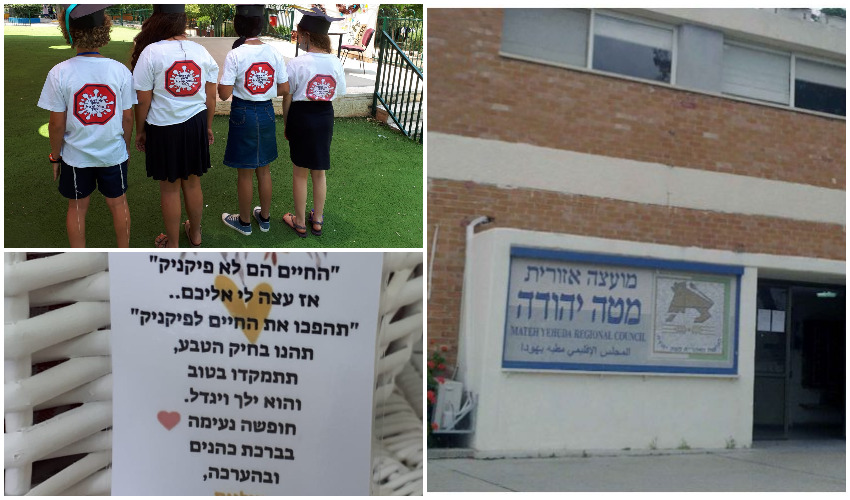 "החיים הם לא פיקניק"
אז עצה לי אליכם..
"תהפכו את החיים לפיקניק"
תהנו בחיק הטבע,
תתמקדו בטוב
והוא ילך ויגדל.
חופשה נעימה
בברכת כהנים
ובהערכה,
מועצה אזורית
מטה יהודה
MATEH YEHUDA REGIONAL COUNCIL
المجلس الإقليمي مطيه يهودا